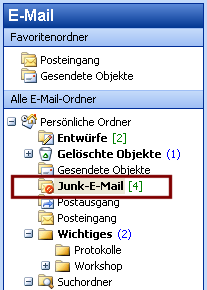 E-Mail
Favoritenordner
Posteingang
Gesendete Objekte
Alle E-Mail-Ordner
Persönliche Ordner
Entwürfe [2]
Gelöschte Objekte (1)
Gesendete Objekte
Junk-E-Mail [4]
Postausgang
Posteingang
Wichtiges (2)
Protokolle
Workshop
Suchordner